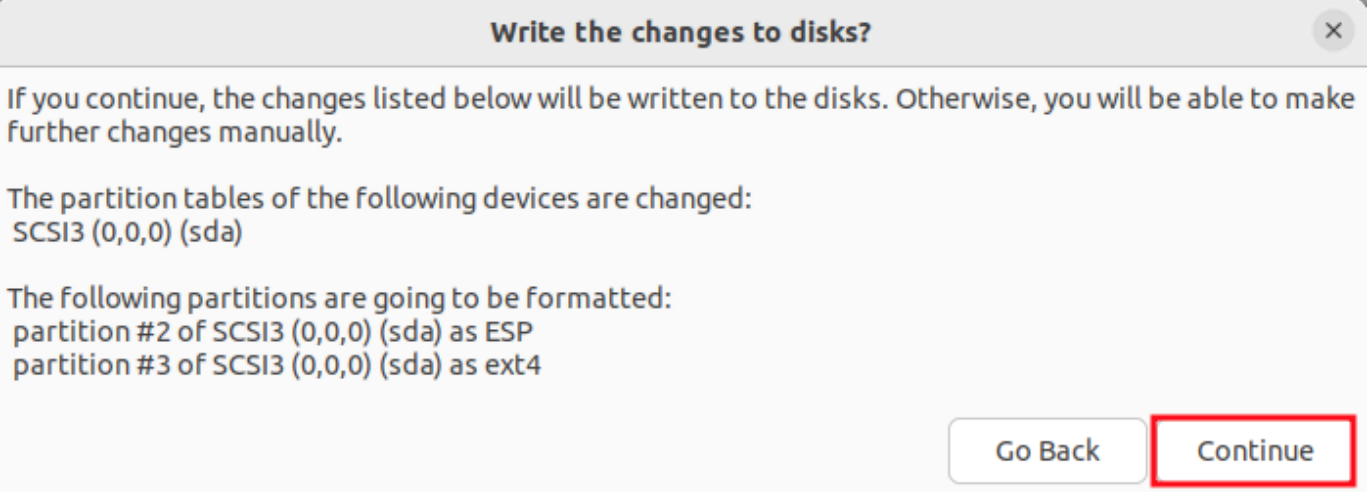 Write the changes to disks?
If you continue, the changes listed below will be written to the disks. Otherwise, you will be able to make
further changes manually.
The partition tables of the following devices are changed:
SCSI3 (0,0,0) (sda)
The following partitions are going to be formatted:
partition #2 of SCSI3 (0,0,0) (sda) as ESP
partition #3 of SCSI3 (0,0,0) (sda) as ext4
Go Back
Continue